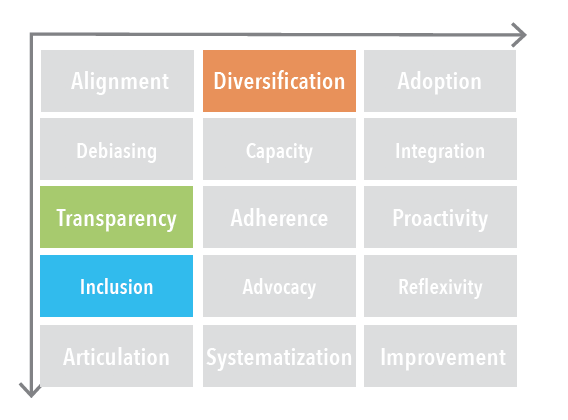 Alignment Diversification Adoption
Debiasing Capacity Integration
Transparency Adherence Proactivity
Inclusion Advocacy Reflexivity
Articulation Systematization Improvement